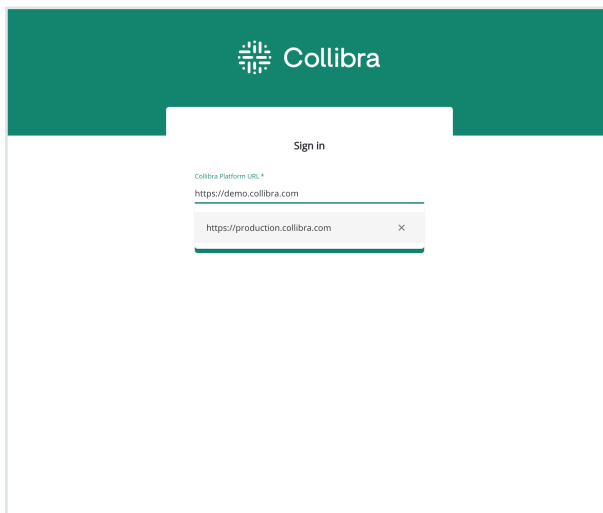 Collibra
Sign in
Collibra Platform URL *
https://demo.collibra.com
https://production.collibra.com